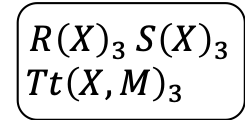 R(X)₃ S(X)₃
Tt(X, M)₃